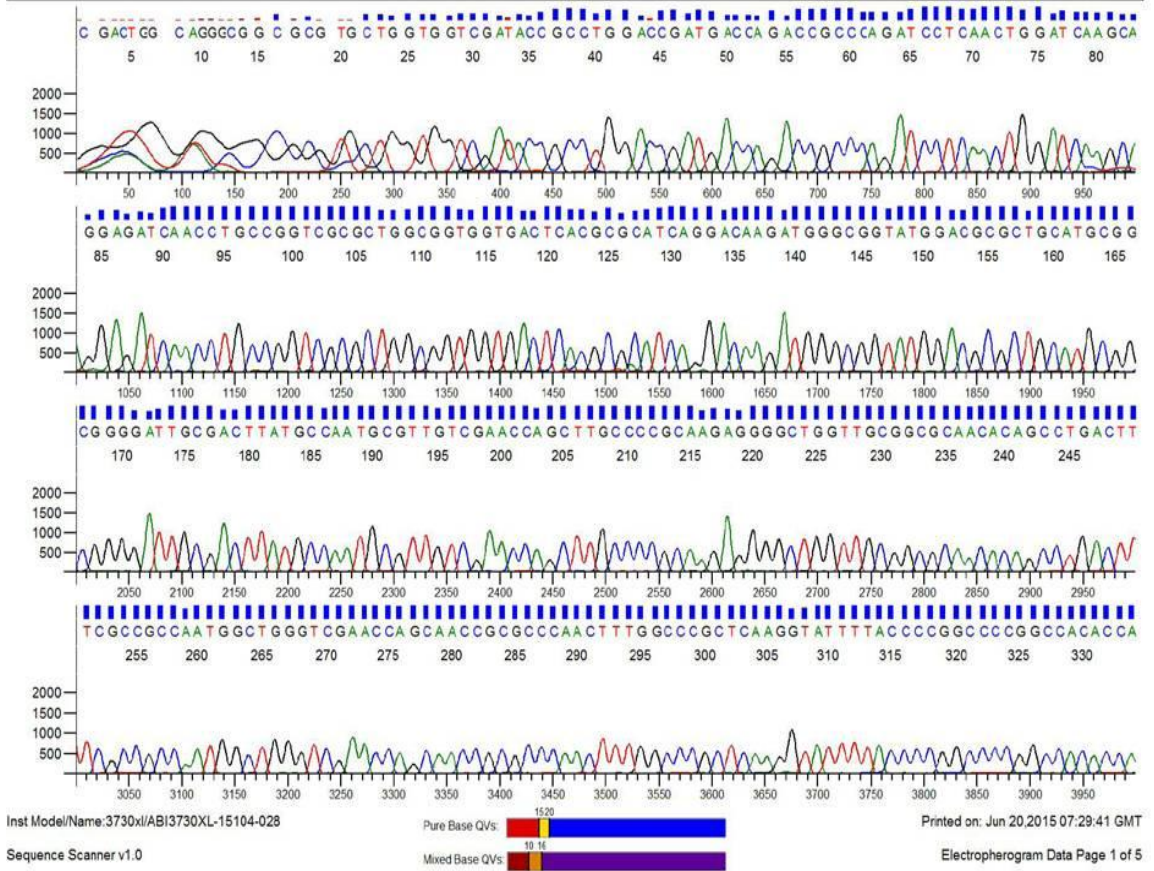 C GACTGG CAGGGCGG C GCG TGCTGGTGGTCGATACCGCCTGGACCGATGACCAGACCGCCCAGATCCTCAACTGGATCAAGCA
5 10 15 20 25 30 35 40 45 50 55 60 65 70 75 80
2000
1500
1000
500
50 100 150 200 250 300 350 400 450 500 550 600 650 700 750 800 850 900 950
GGAGATCAACCTGCCGGTCGCGCTGGCGGTGGTGACTCACGCGCATCAGGACAAGATGGGCGGTATGGACGCGCTGCATGCGG
85 90 95 100 105 110 115 120 125 130 135 140 145 150 155 160 165
2000
1500
1000
500
1050 1100 1150 1200 1250 1300 1350 1400 1450 1500 1550 1600 1650 1700 1750 1800 1850 1900 1950
CGGGGATTGCGACTTATGCCAATGCGTTGTCGAACCAGCTTGCCCCGCAAGAGGGGCTGGTTGCGGCGCAACACAGCCTGACTT
170 175 180 185 190 195 200 205 210 215 220 225 230 235 240 245
2000
1500
1000
500
2050 2100 2150 2200 2250 2300 2350 2400 2450 2500 2550 2600 2650 2700 2750 2800 2850 2900 2950
TCGCCGCCAATGGCTGGGTCGAACCAGCAACCGCGCCCAACTTTGGCCCGCTCAAGGTATTTTACCCCGGCCCCGGCCACACCA
255 260 265 270 275 280 285 290 295 300 305 310 315 320 325 330
2000
1500
1000
500
3050 3100 3150 3200 3250 3300 3350 3400 3450 3500 3550 3600 3650 3700 3750 3800 3850 3900 3950
Inst Model/Name:3730xl/ABI3730XL-15104-028
Pure Base QVs: 1520
Printed on: Jun 20,2015 07:29:41 GMT
Sequence Scanner v1.0
Mixed Base QVs: 10 16
Electropherogram Data Page 1 of 5